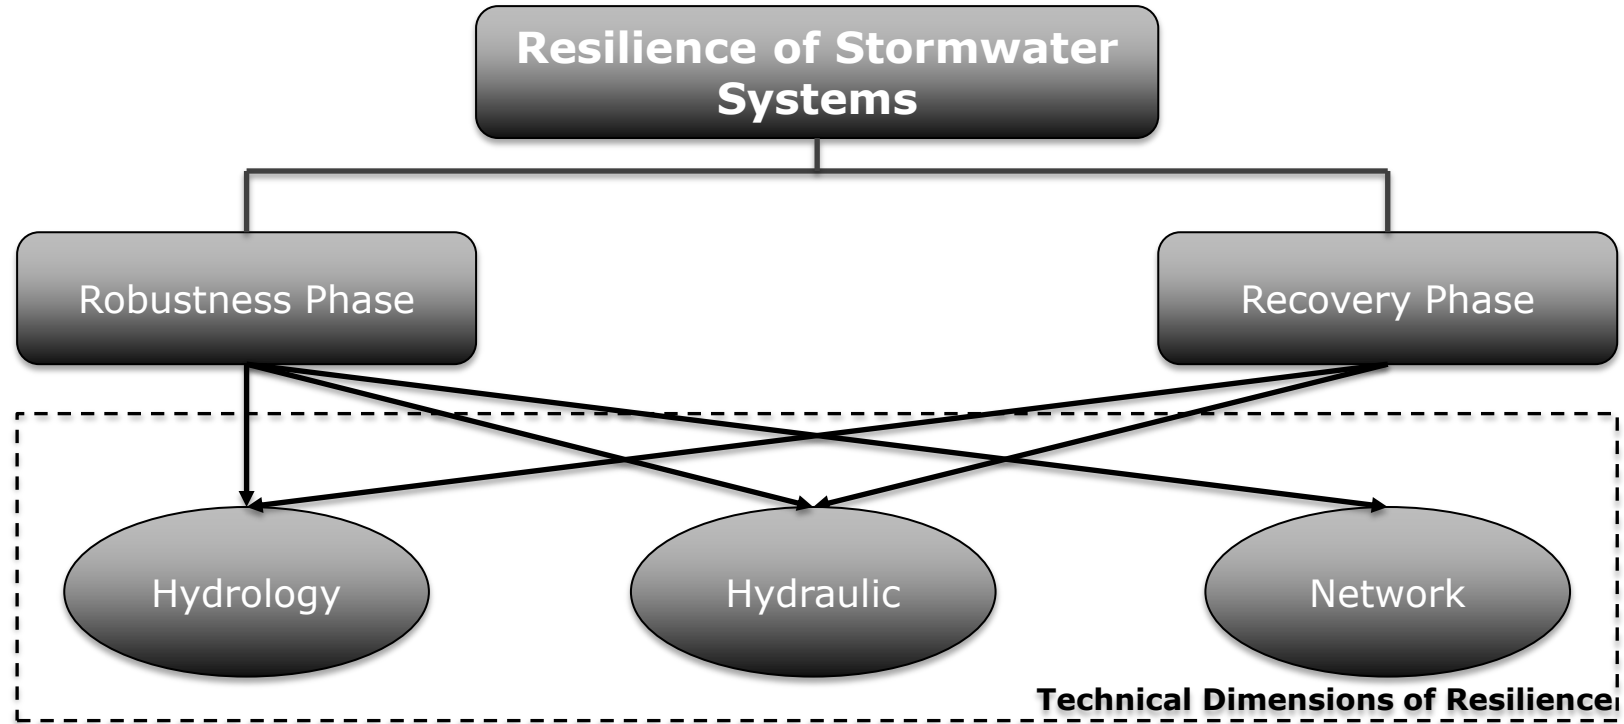 Resilience of Stormwater
Systems
Robustness Phase
Recovery Phase
Hydrology
Hydraulic
Network
Technical Dimensions of Resilience